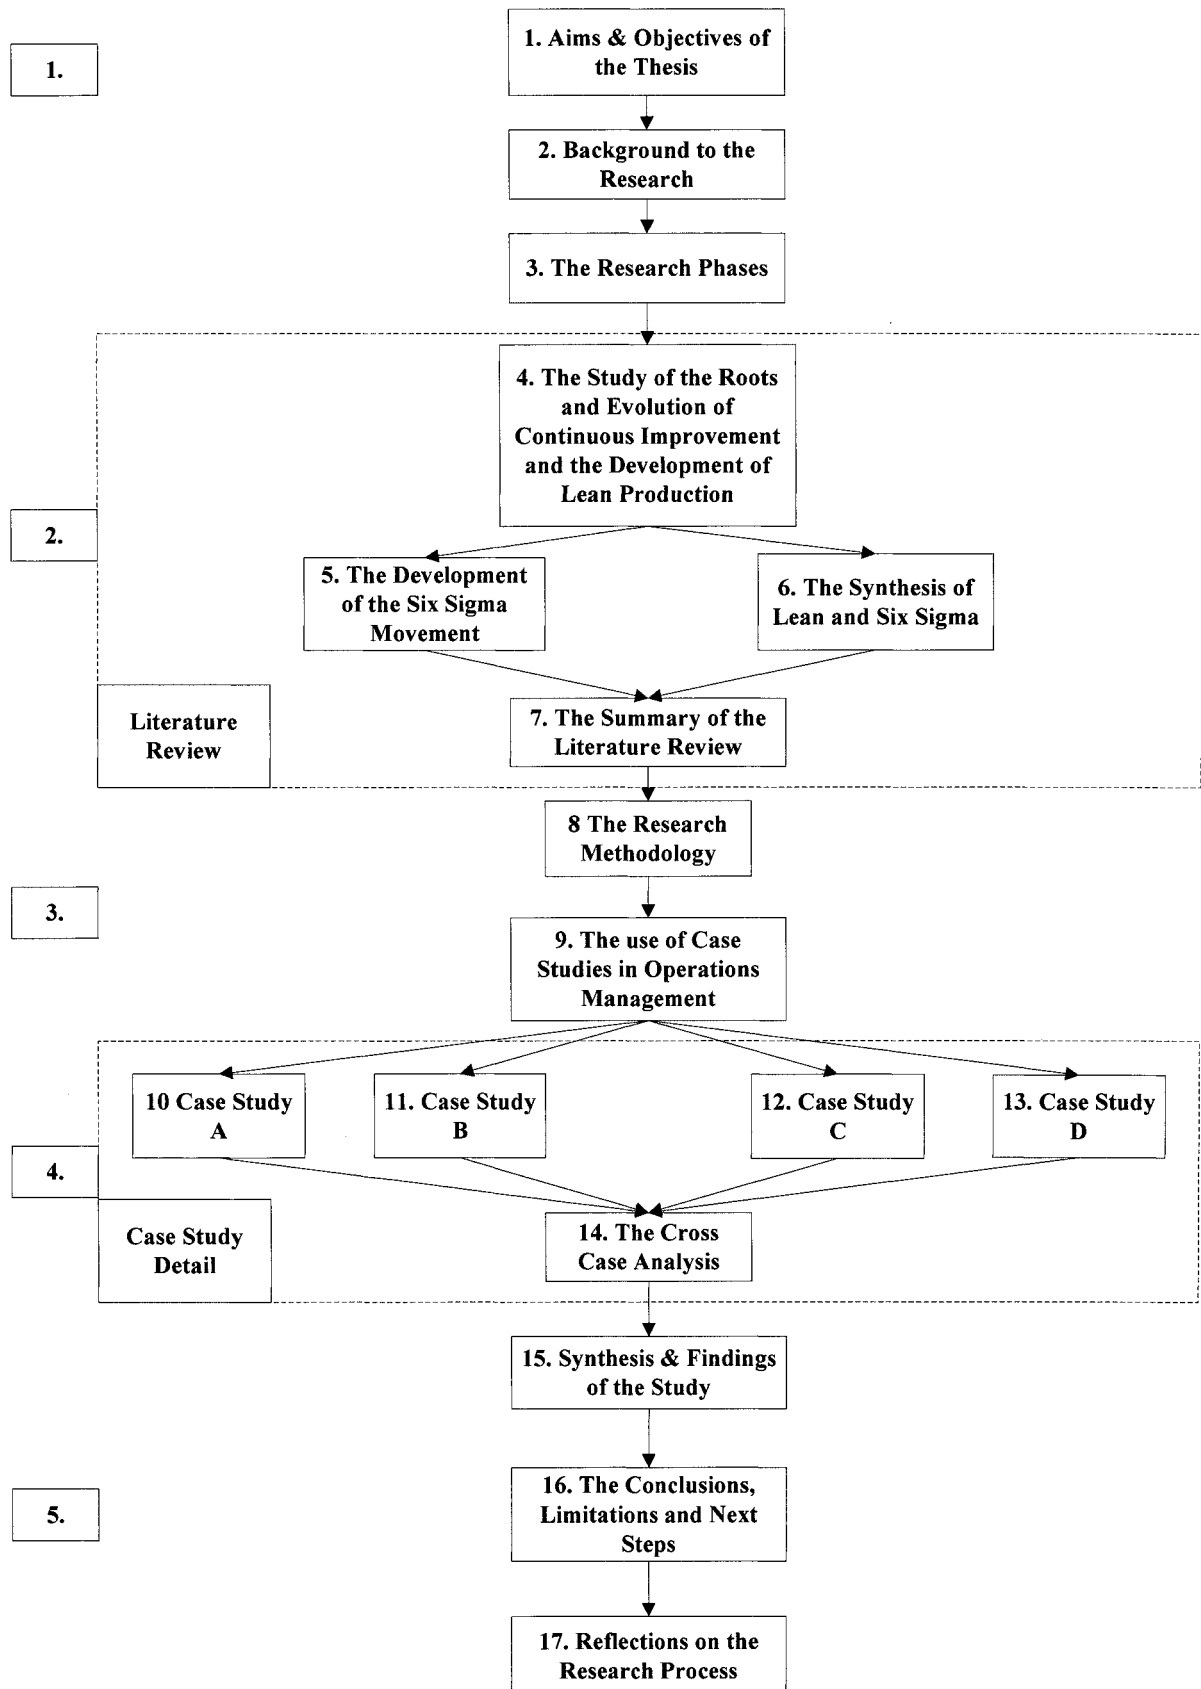 1.
1. Aims & Objectives of
the Thesis
2. Background to the
Research
3. The Research Phases
4. The Study of the Roots
and Evolution of
Continuous Improvement
and the Development of
Lean Production
2.
5. The Development
of the Six Sigma
Movement
6. The Synthesis of
Lean and Six Sigma
Literature
Review
7. The Summary of the
Literature Review
8 The Research
Methodology
3.
9. The use of Case
Studies in Operations
Management
10 Case Study
A
11. Case Study
B
12. Case Study
C
13. Case Study
D
4.
Case Study
Detail
14. The Cross
Case Analysis
15. Synthesis & Findings
of the Study
5.
16. The Conclusions,
Limitations and Next
Steps
17. Reflections on the
Research Process